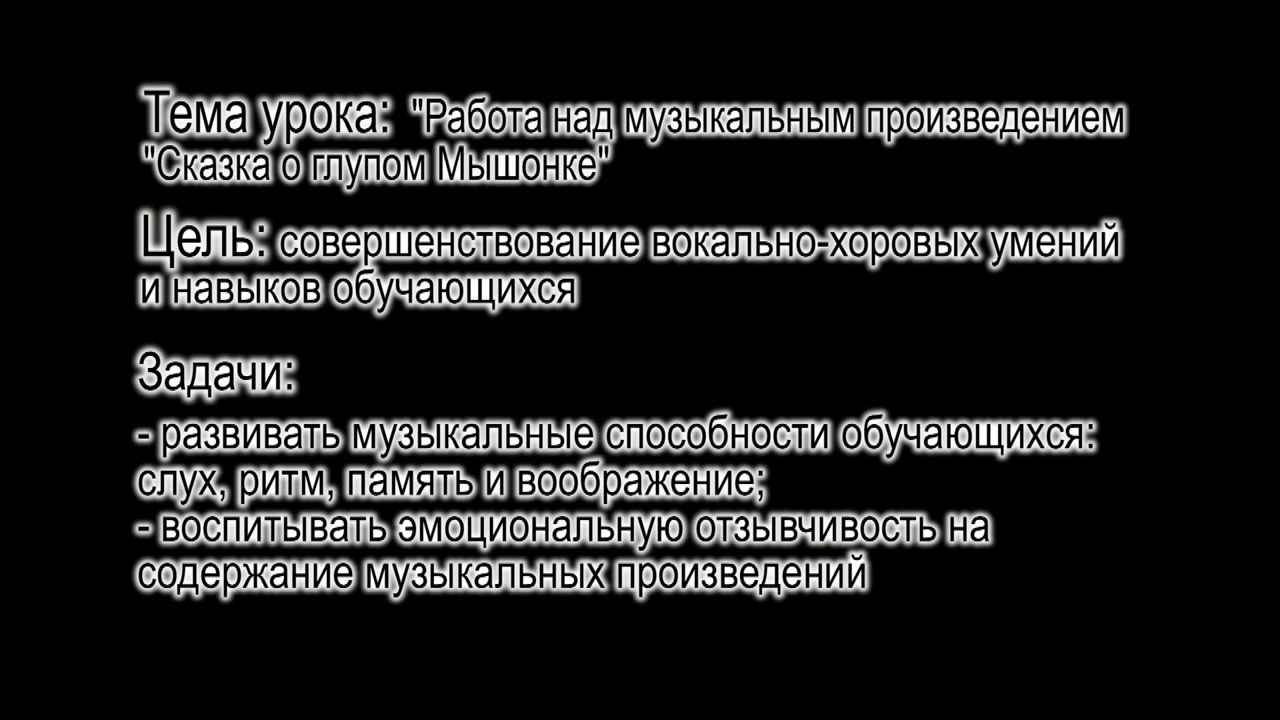 Тема урока: "Работа над музыкальным произведением
"Сказка о глупом Мышонке"
Цель: совершенствование вокально-хоровых умений
и навыков обучающихся
Задачи:
- развивать музыкальные способности обучающихся:
слух, ритм, память и воображение;
- воспитывать эмоциональную отзывчивость на
содержание музыкальных произведений